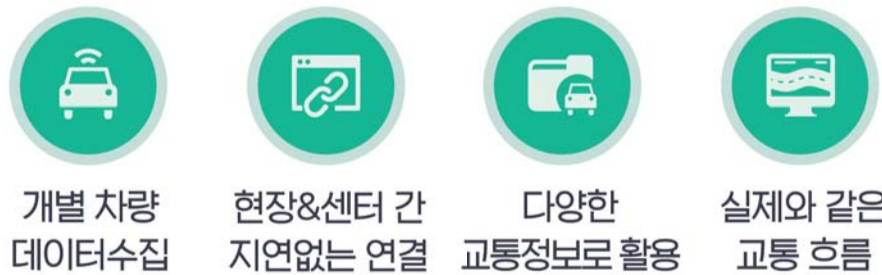 개별 차량
데이터수집
현장&센터 간
지연없는 연결
다양한
교통정보로 활용
실제와 같은
교통 흐름